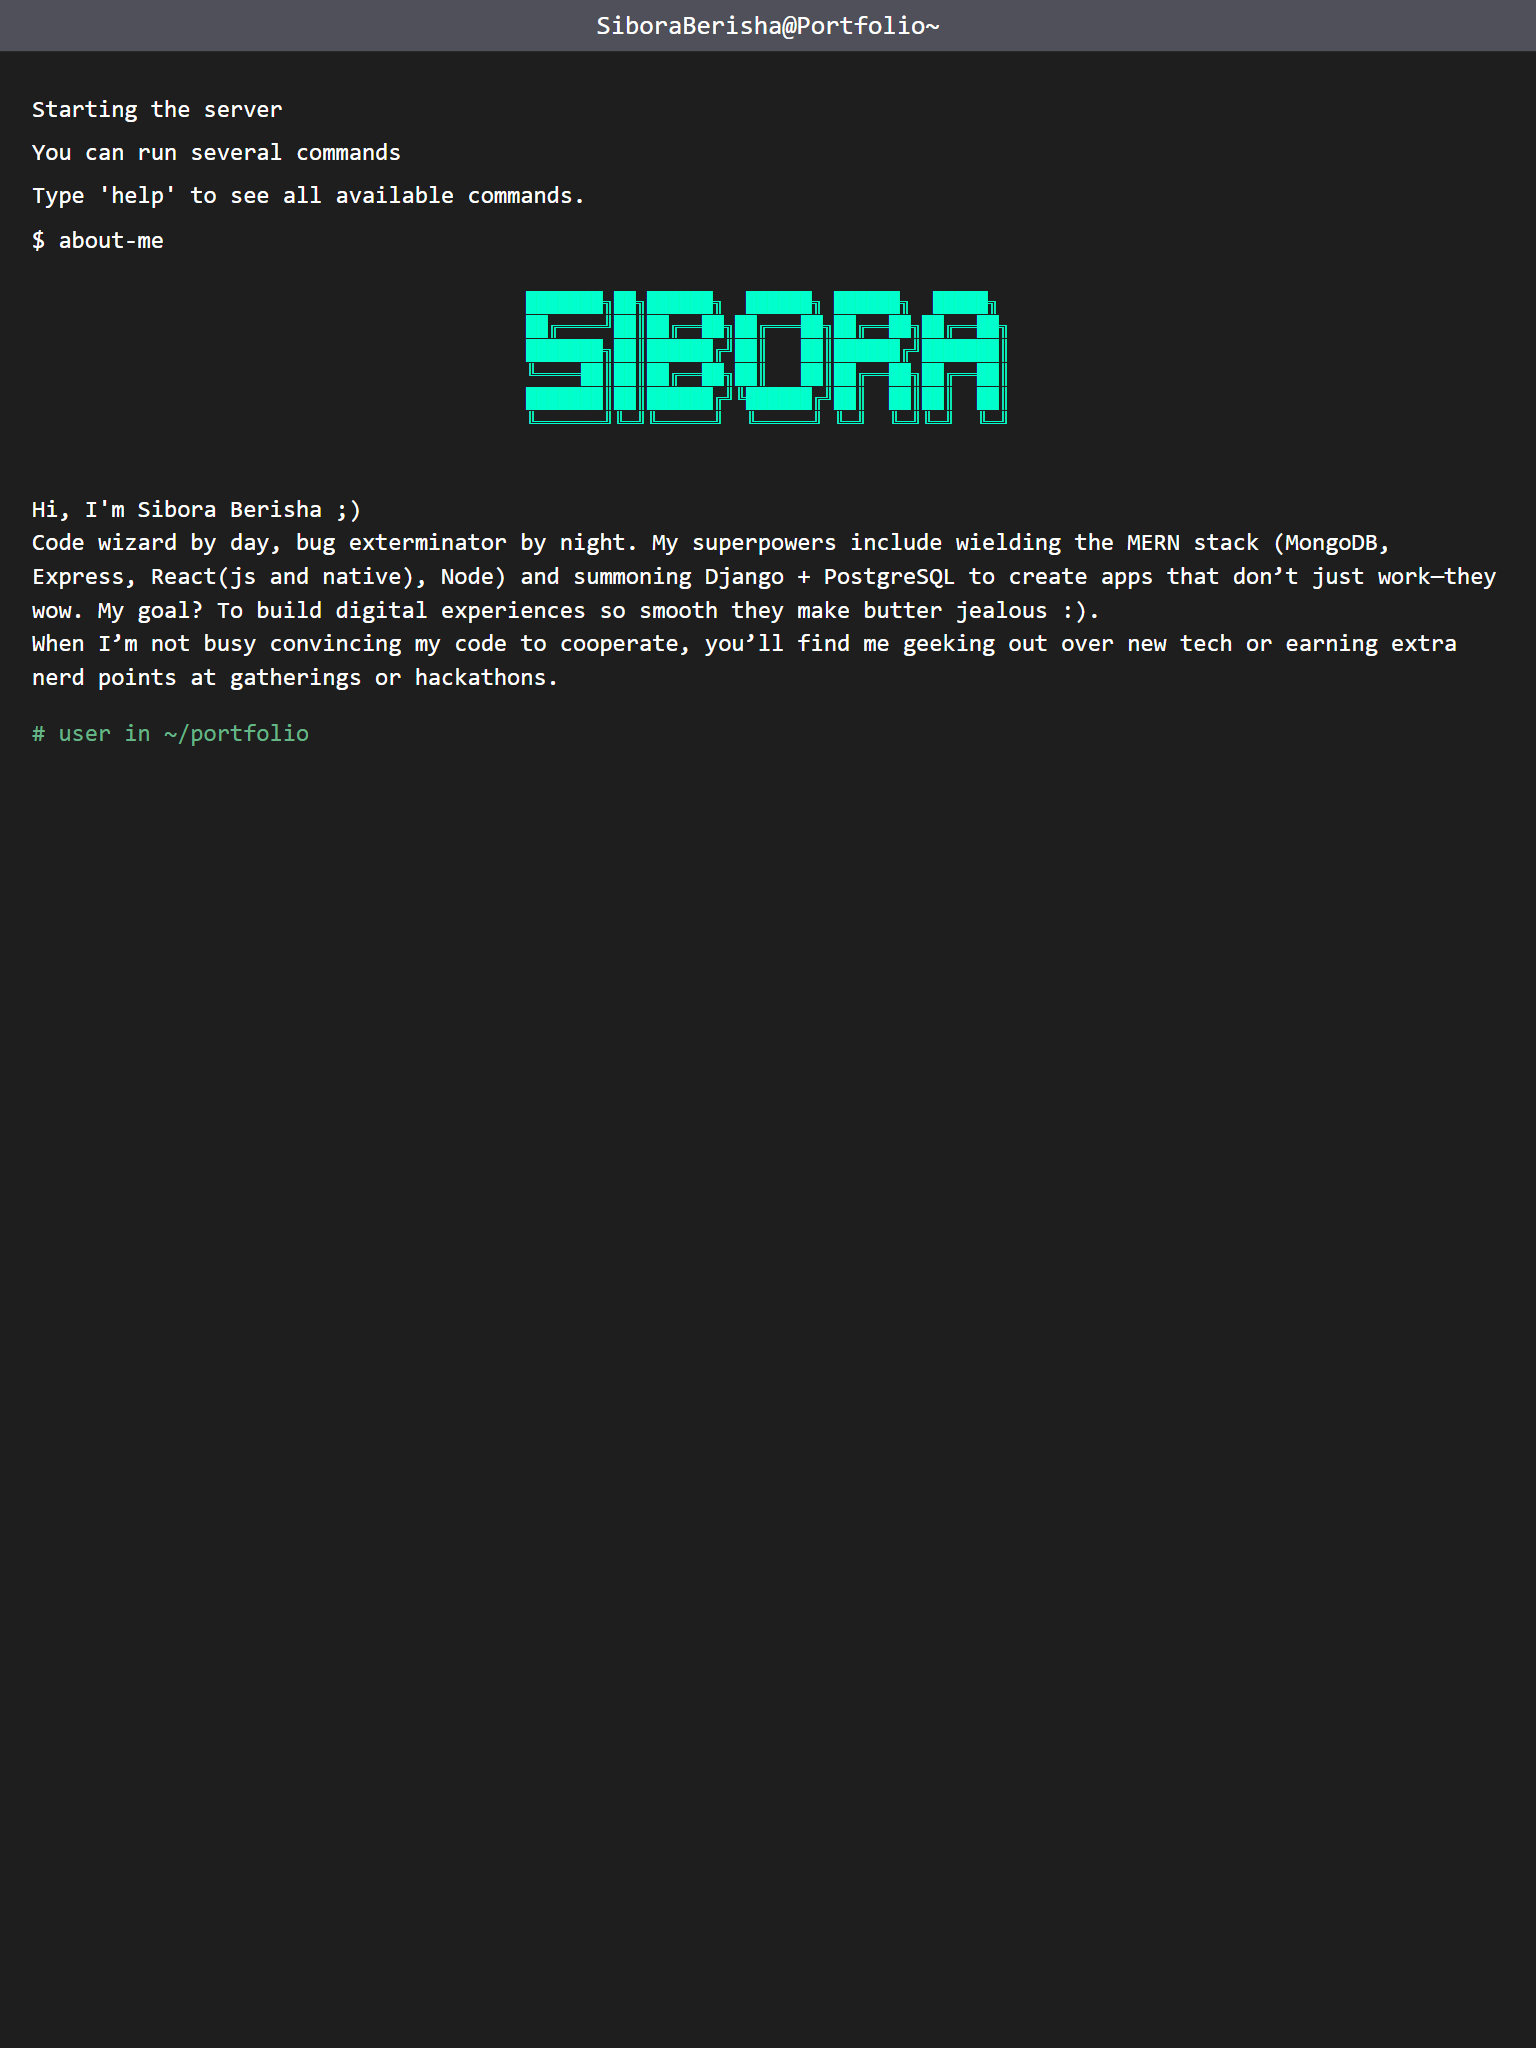 SiboraBerisha@Portfolio~
Starting the server
You can run several commands
Type 'help' to see all available commands.
$ about-me
SIBORA
Hi, I'm Sibora Berisha ;)
Code wizard by day, bug exterminator by night. My superpowers include wielding the MERN stack (MongoDB,
Express, React(js and native), Node) and summoning Django + PostgreSQL to create apps that don’t just work—they
wow. My goal? To build digital experiences so smooth they make butter jealous :).
When I’m not busy convincing my code to cooperate, you’ll find me geeking out over new tech or earning extra
nerd points at gatherings or hackathons.
# user in ~/portfolio